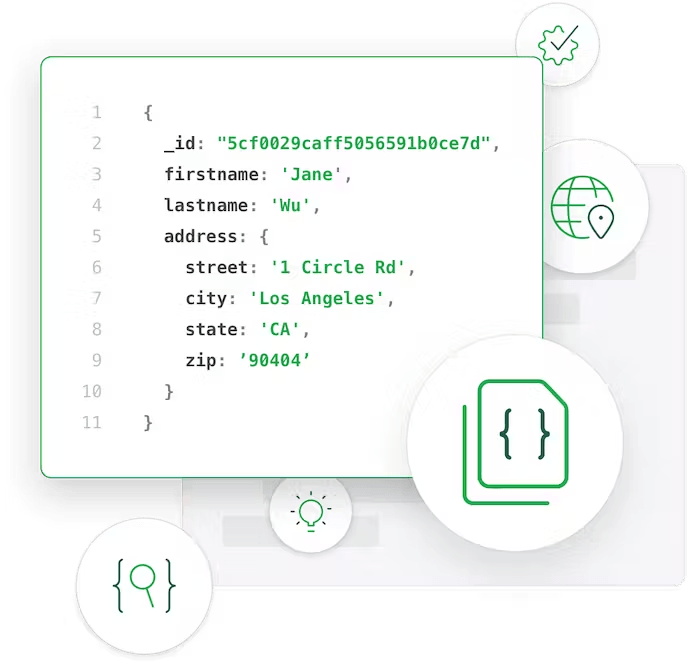 1 {
2 _id: "5cf0029caff5056591b0ce7d",
3 firstname: 'Jane',
4 lastname: 'Wu',
5 address: {
6 street: '1 Circle Rd',
7 city: 'Los Angeles',
8 state: 'CA',
9 zip: ’90404’
10 }
11 }
{ }
{ }